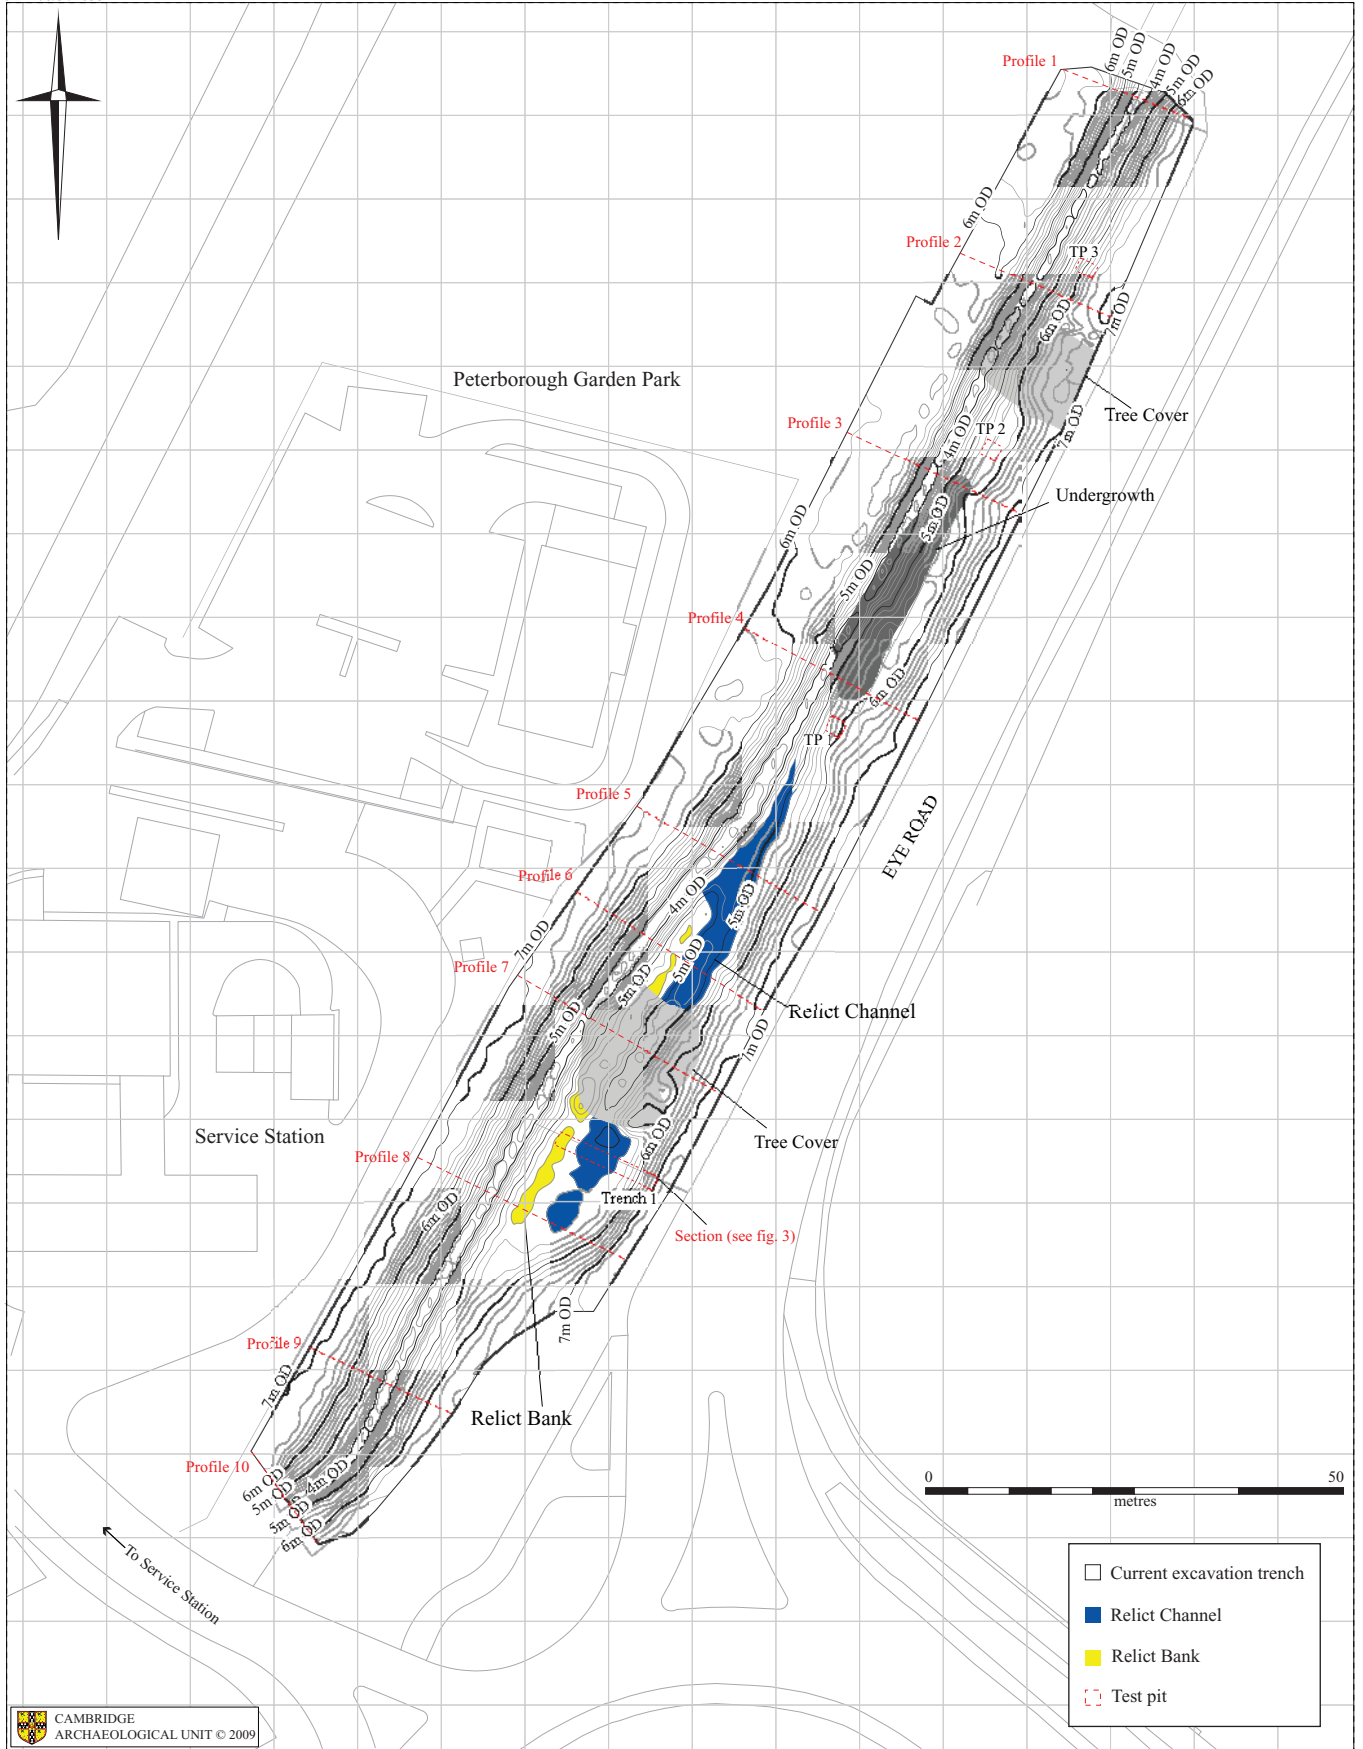 Profile 1
6m OD
5m OD
4m OD
5m OD
6m OD
6m OD
Profile 2
TP 3
7m OD
6m OD
Peterborough Garden Park
Tree Cover
7m OD
Profile 3
TP 2
4m OD
Undergrowth
5m OD
6m OD
5m OD
Profile 4
6m OD
TP
Profile 5
EYE ROAD
Profile 6
4m OD
5m OD
7m OD
Profile 7
5m OD
5m OD
Relict Channel
5m OD
7m OD
Service Station
Tree Cover
6m OD
Profile 8
Trench 1
6m OD
Section (see fig. 3)
7m OD
Profile 9
7m OD
Relict Bank
Profile 10
6m OD
5m OD
4m OD
5m OD
6m OD
To Service Station
0 50
metres
Current excavation trench
Relict Channel
Relict Bank
Test pit
CAMBRIDGE
ARCHAEOLOGICAL UNIT © 2009